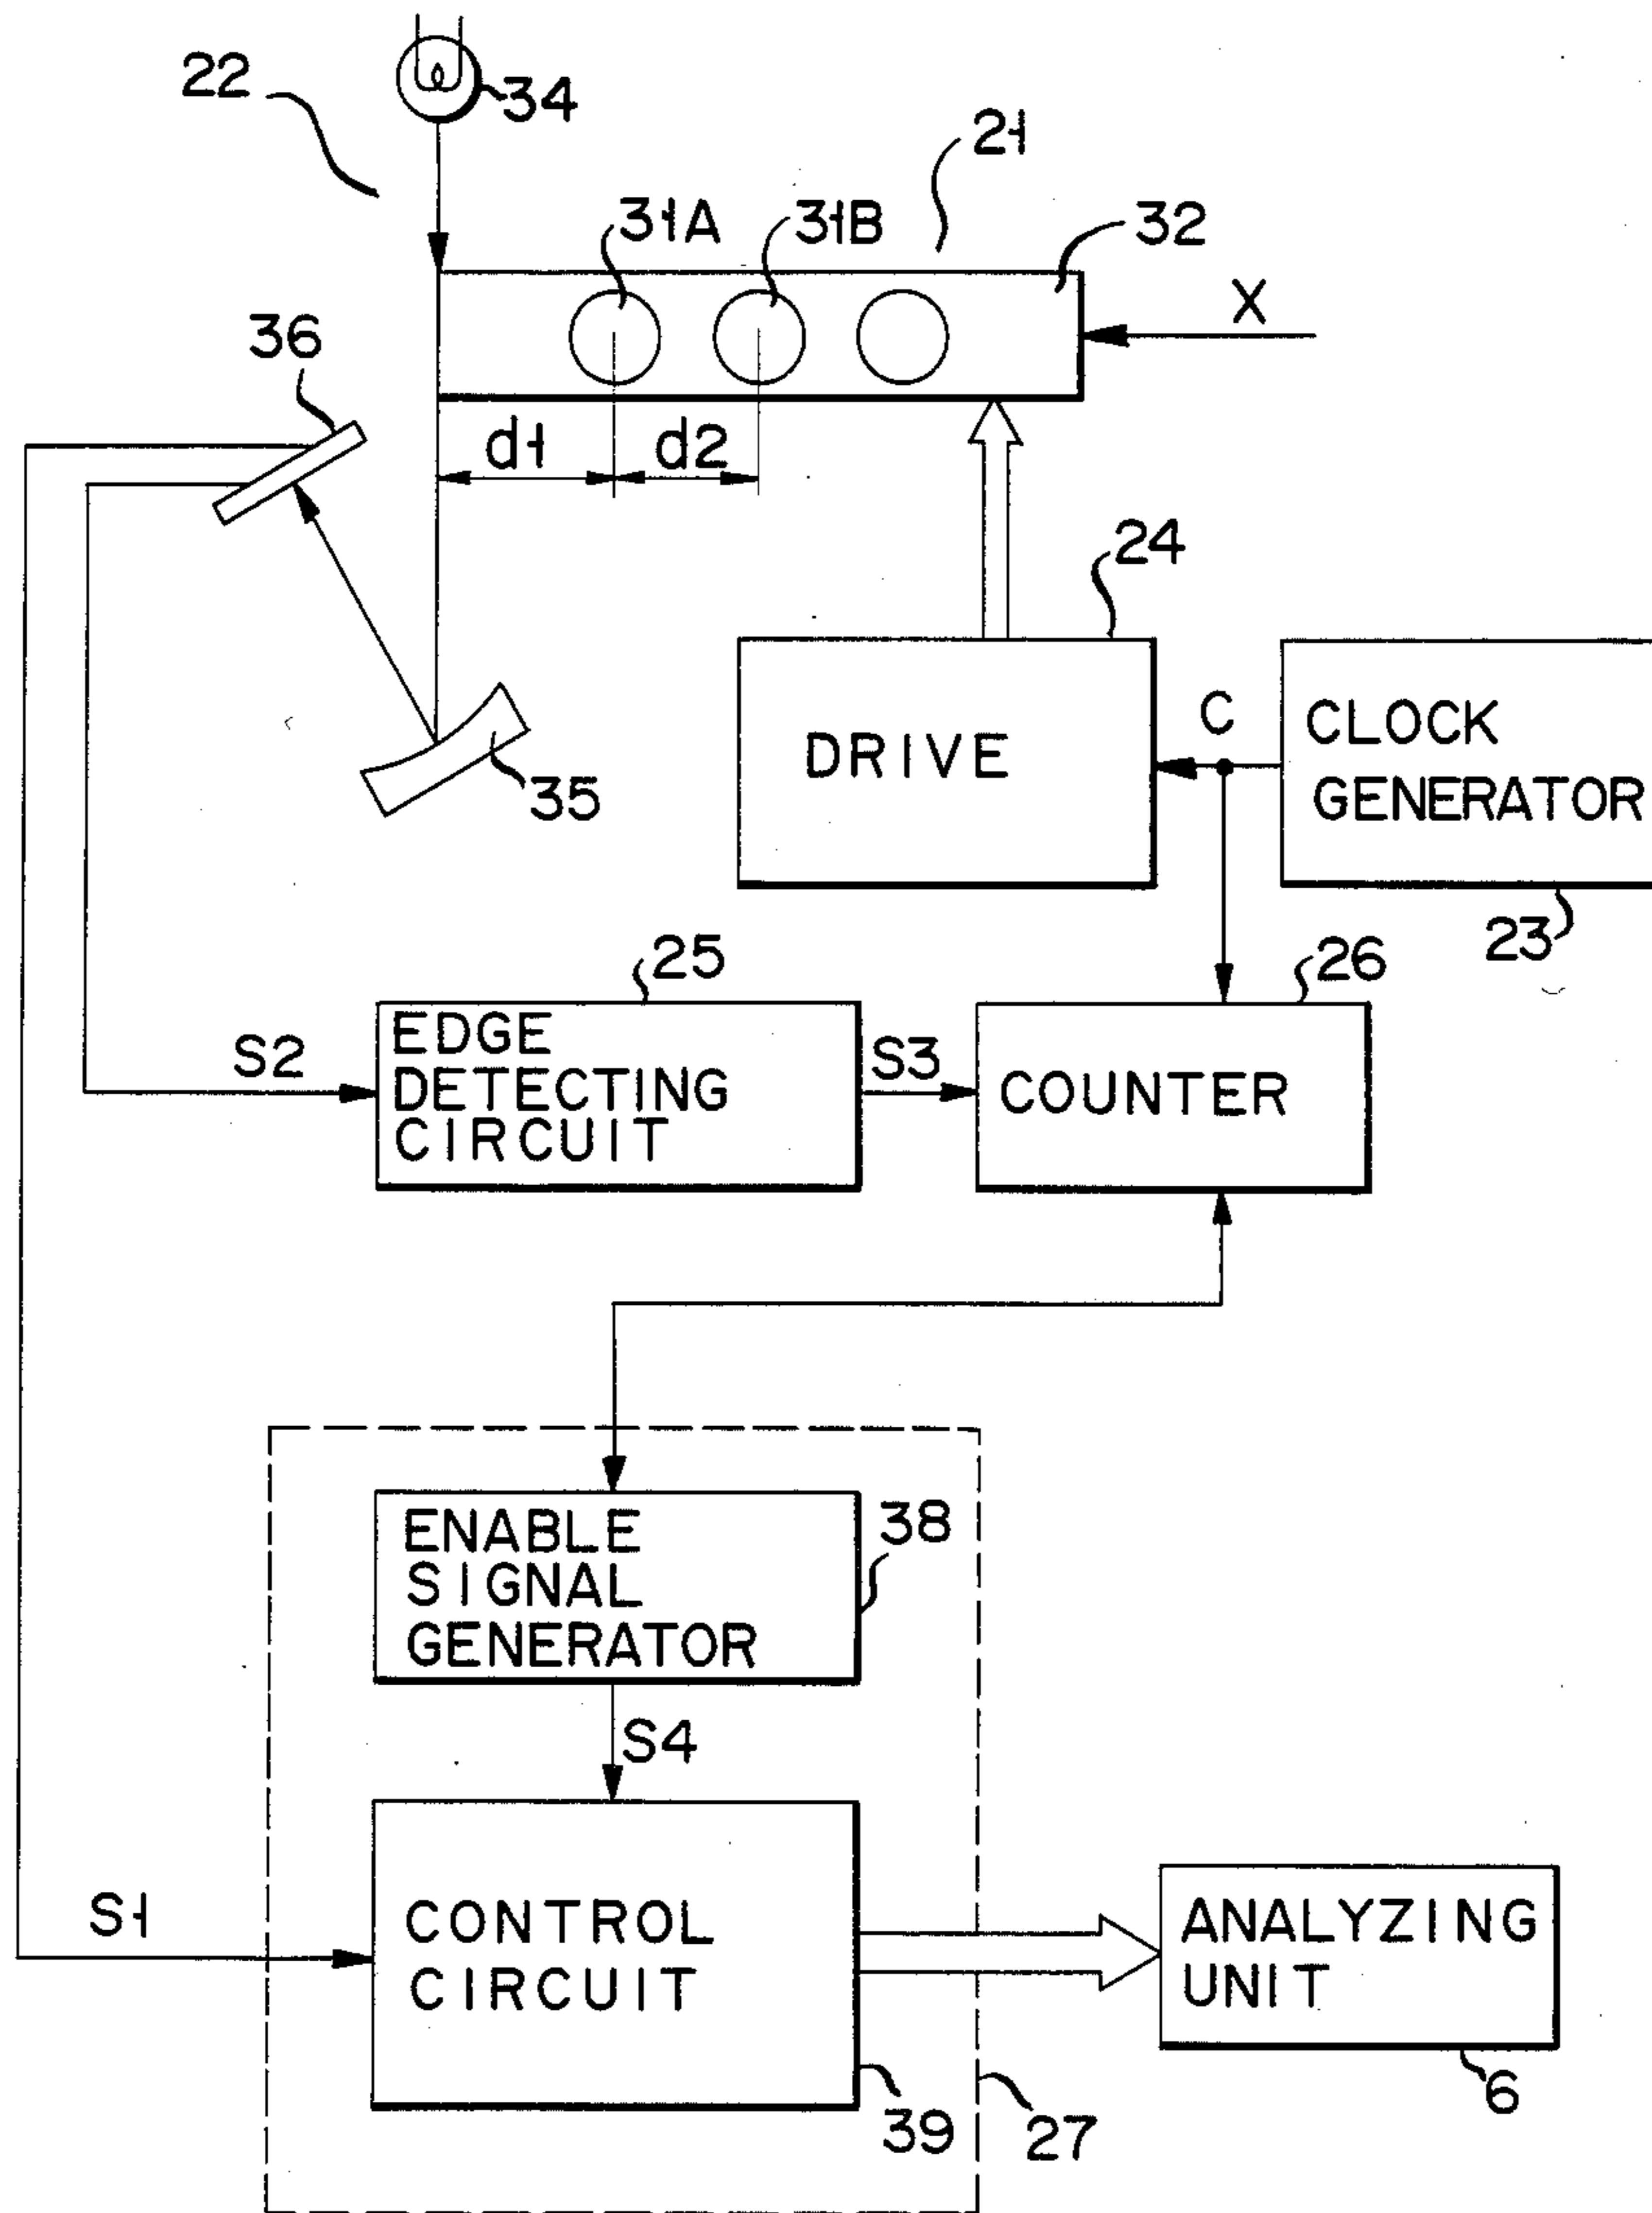 22
34
21
31A
31B
32
X
36
d1
d2
24
C
DRIVE
CLOCK
GENERATOR
35
23
25
26
EDGE
DETECTING
CIRCUIT
S2
S3
COUNTER
38
ENABLE
SIGNAL
GENERATOR
S4
S1
CONTROL
CIRCUIT
ANALYZING
UNIT
6
39
27